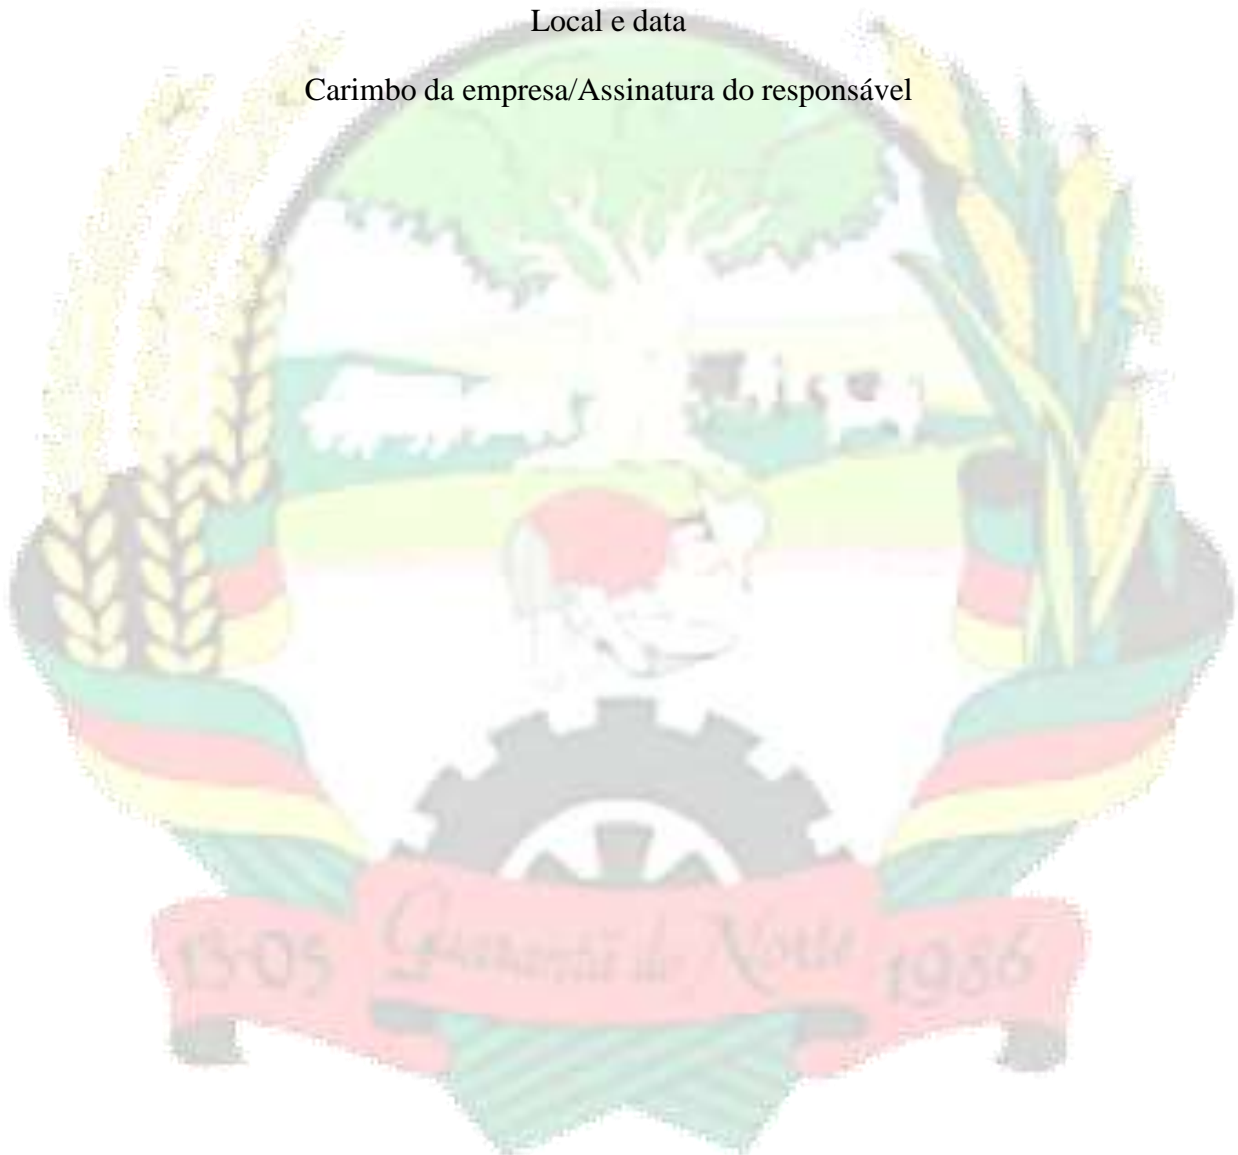 Local e data
Carimbo da empresa/Assinatura do responsável
13-05 Guarantã do Norte 1986